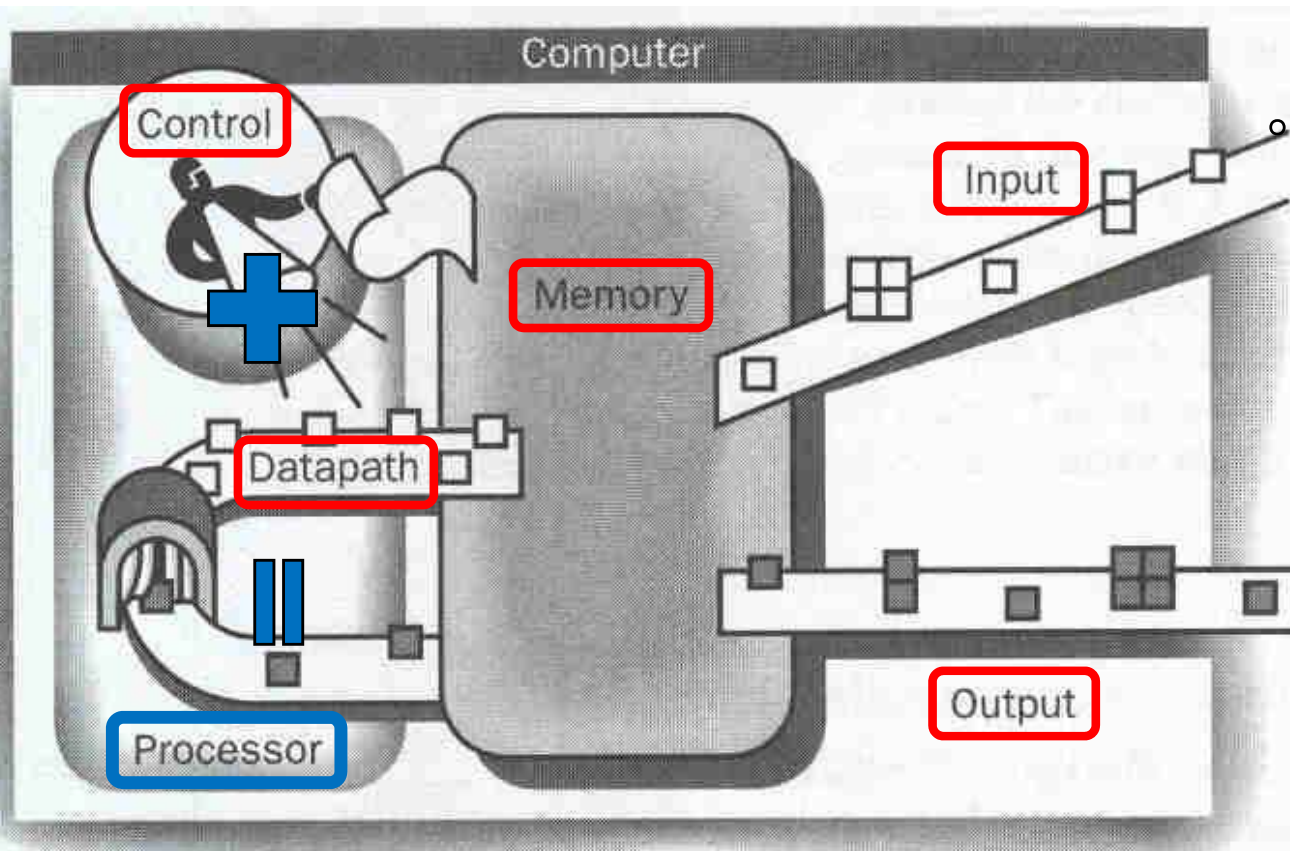 Computer
Control
Input
Memory
Datapath
Output
Processor